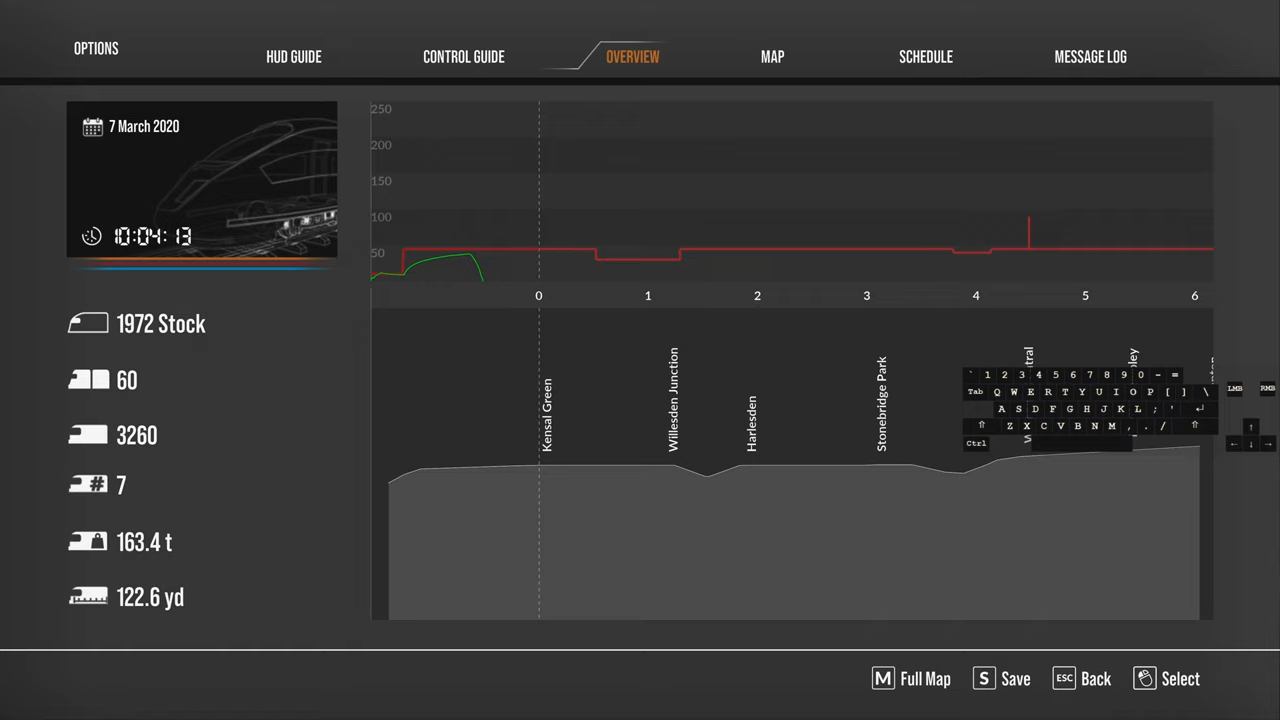 OPTIONS
HUD GUIDE
CONTROL GUIDE
OVERVIEW
MAP
SCHEDULE
MESSAGE LOG
7 March 2020
10:04:13
1972 Stock
60
3260
7
163.4 t
122.6 yd
250
200
150
100
50
0 1 2 3 4 5 6
Kensal Green
Willesden Junction
Harlesden
Stonebridge Park
` 1 2 3 4 5 6 7 8 9 0 - =
Tab Q W E R T Y U I O P [ ] \
A S D F G H J K L ; ' ↵
⇧ Z X C V B N M , . / ⇧
Ctrl
LMB RMB
↑
← ↓ →
M Full Map
S Save
ESC Back
Select